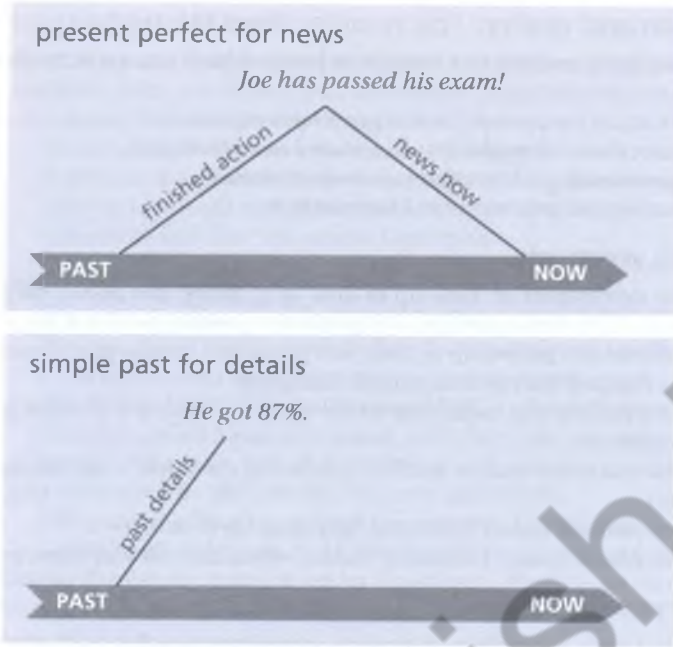 present perfect for news
Joe has passed his exam!
finished action
news now
PAST
NOW
simple past for details
He got 87%.
past details
PAST
NOW